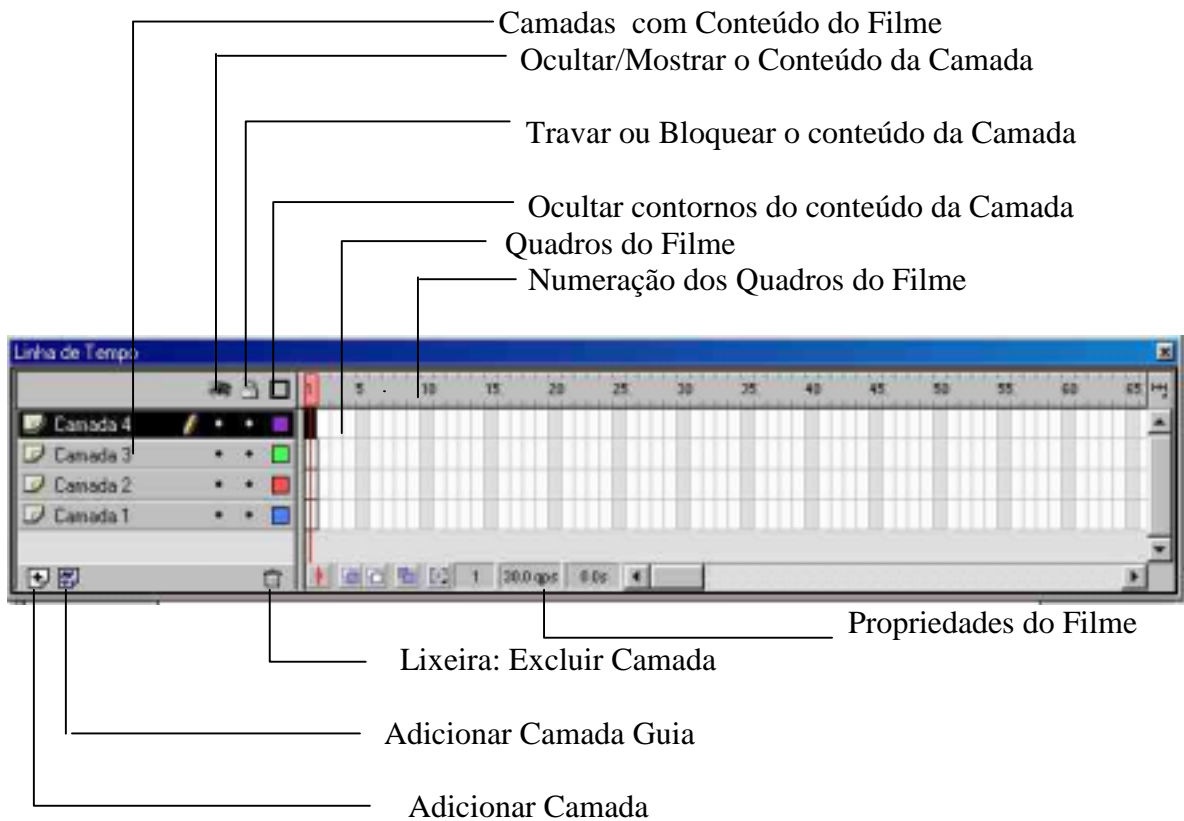 Camadas com Conteúdo do Filme
Ocultar/Mostrar o Conteúdo da Camada
Travar ou Bloquear o conteúdo da Camada
Ocultar contornos do conteúdo da Camada
Quadros do Filme
Numeração dos Quadros do Filme
Linha de Tempo
1 5 10 15 20 25 30 35 40 45 50 55 60 65
Camada 4
Camada 3
Camada 2
Camada 1
1 30.0 qps 0.0s
Propriedades do Filme
Lixeira: Excluir Camada
Adicionar Camada Guia
Adicionar Camada